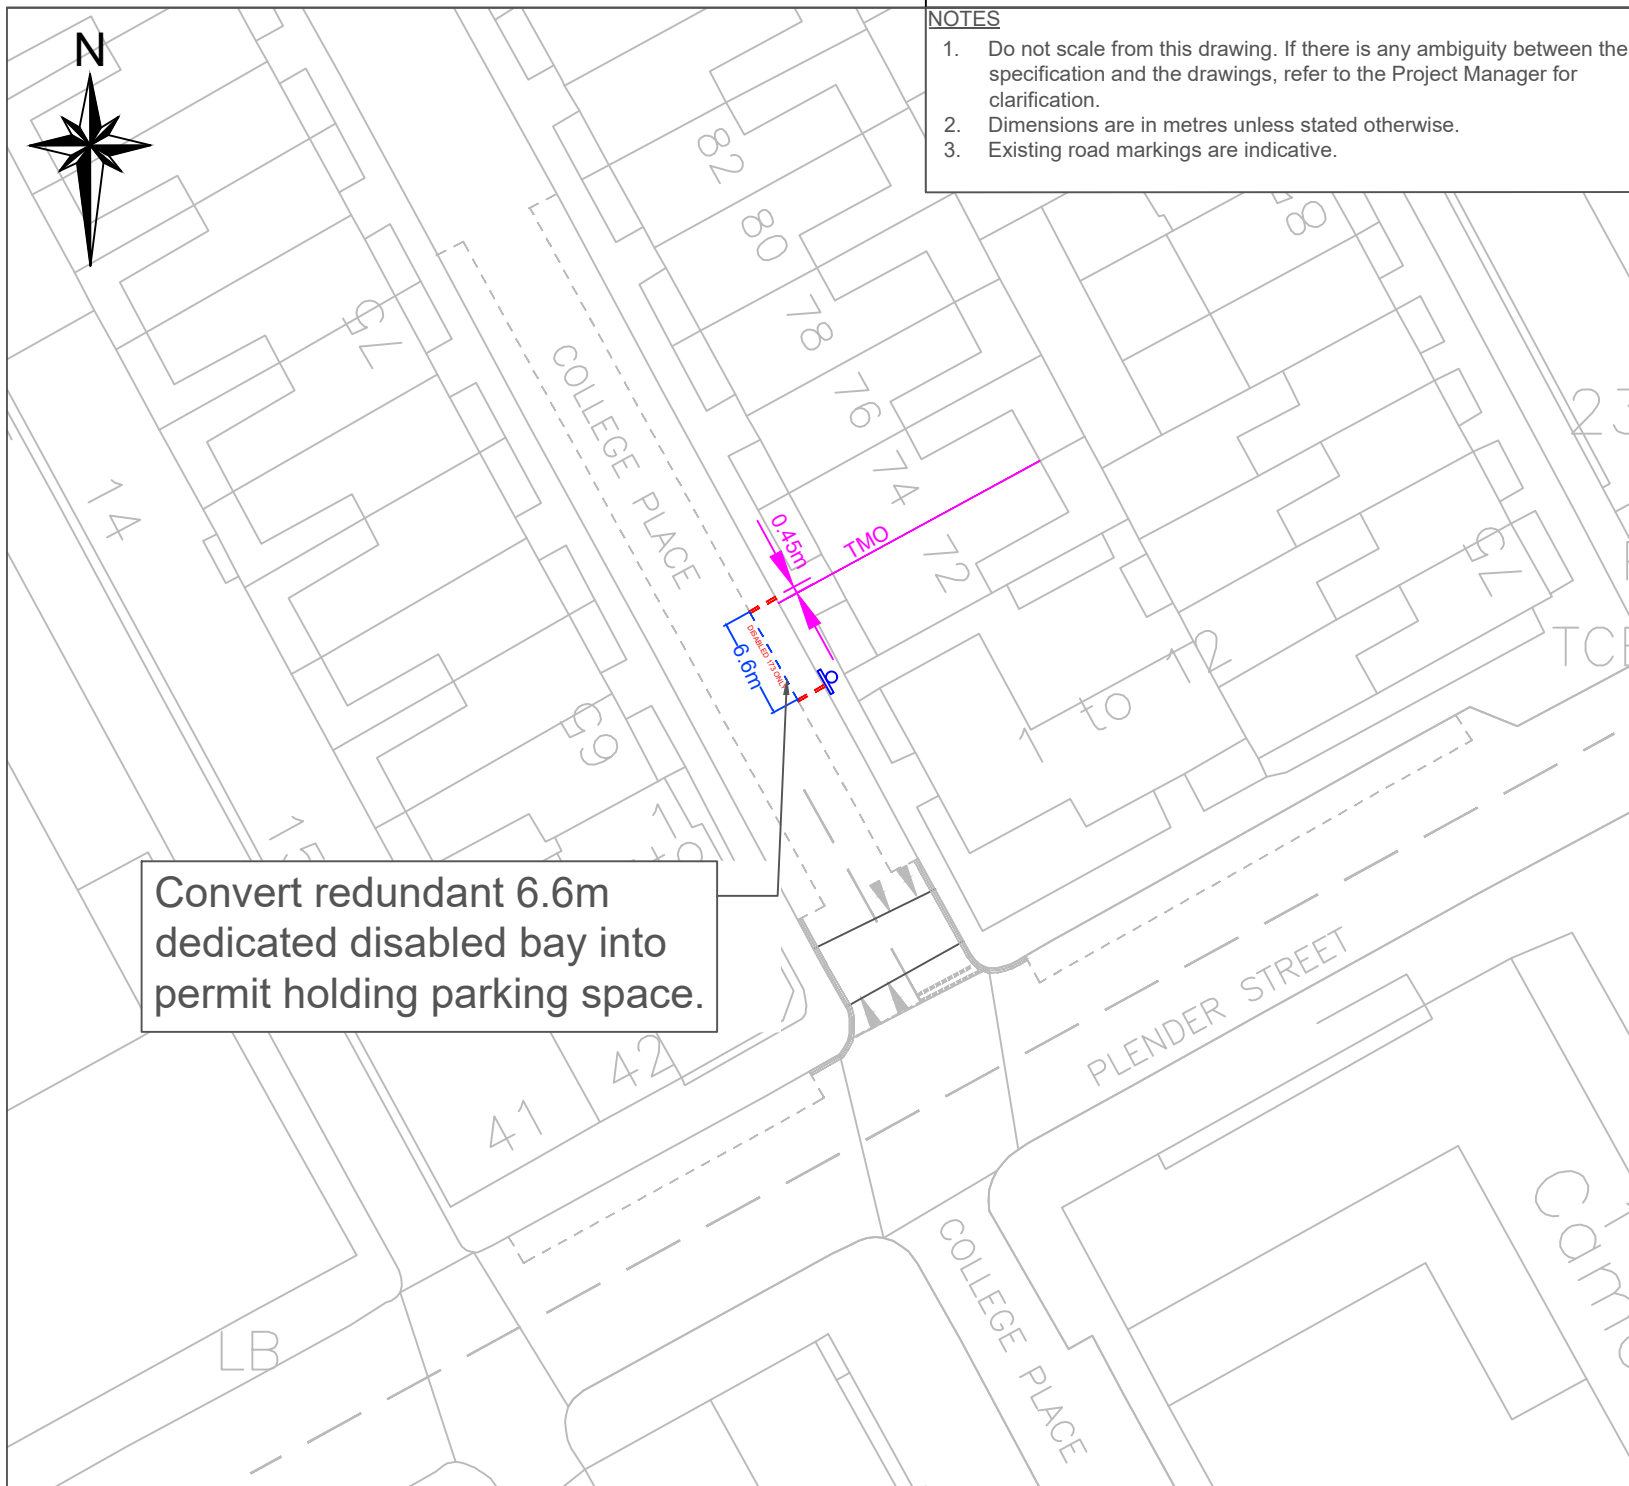 N
NOTES
1. Do not scale from this drawing. If there is any ambiguity between the
specification and the drawings, refer to the Project Manager for
clarification.
2. Dimensions are in metres unless stated otherwise.
3. Existing road markings are indicative.
82
80
78
76
74
72
75
14
COLLEGE PLACE
0.45m
TMO
DISABLED 173 ONLY
6.6m
75
1 to 12
65
Convert redundant 6.6m
dedicated disabled bay into
permit holding parking space.
42
41
PLENDER STREET
COLLEGE PLACE
LB